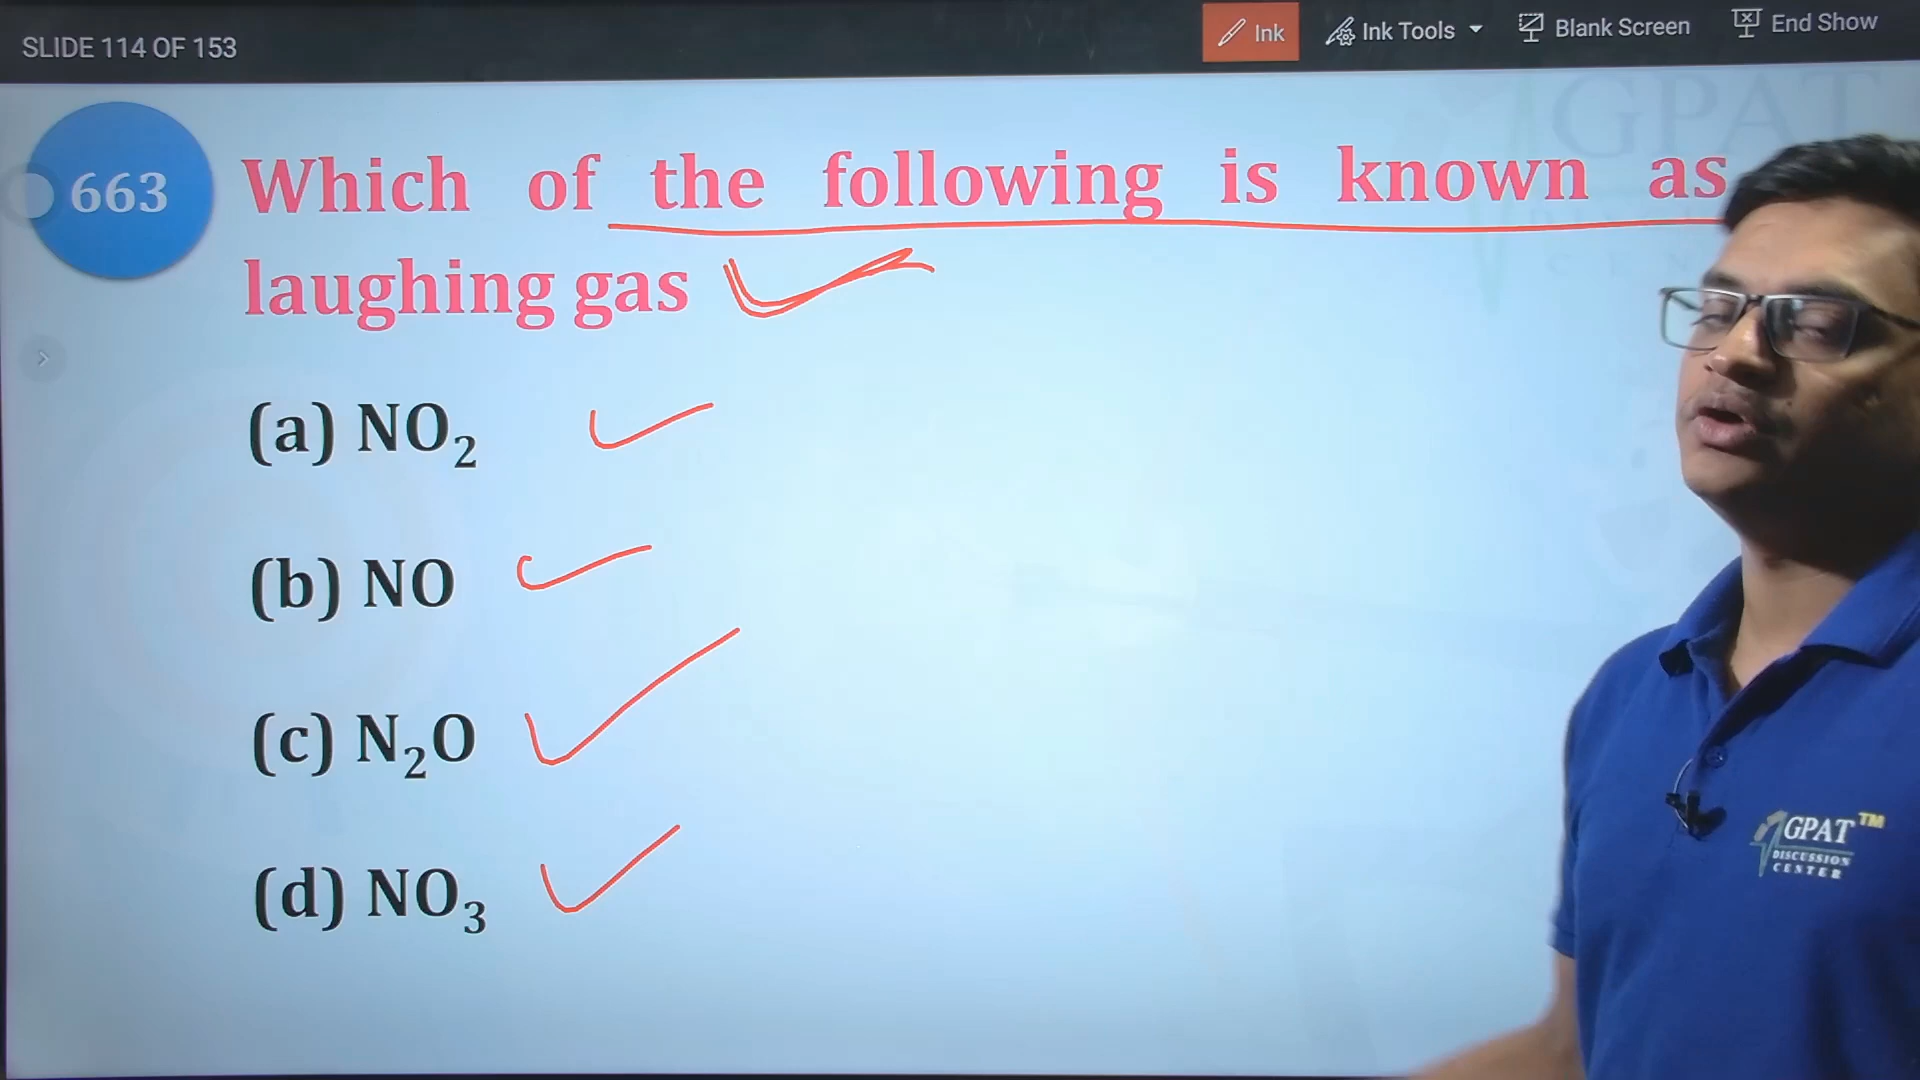 SLIDE 114 OF 153
Ink
Ink Tools
Blank Screen
End Show
GPAT
663
Which of the following is known as
laughing gas
(a) NO₂
(b) NO
(c) N₂O
(d) NO₃
GPAT™
DISCUSSION
CENTER